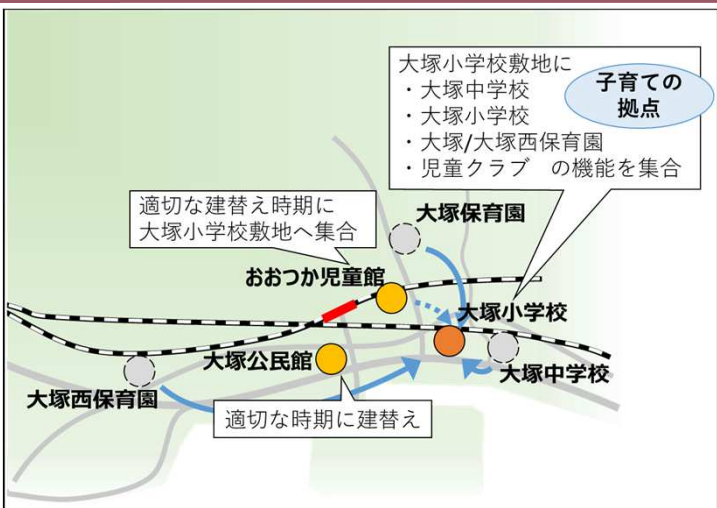 大塚小学校敷地に
・大塚中学校
・大塚小学校
・大塚/大塚西保育園
・児童クラブ　の機能を集合
子育ての
拠点
適切な建替え時期に
大塚小学校敷地へ集合
大塚保育園
おおつか児童館
大塚小学校
大塚公民館
大塚中学校
大塚西保育園
適切な時期に建替え